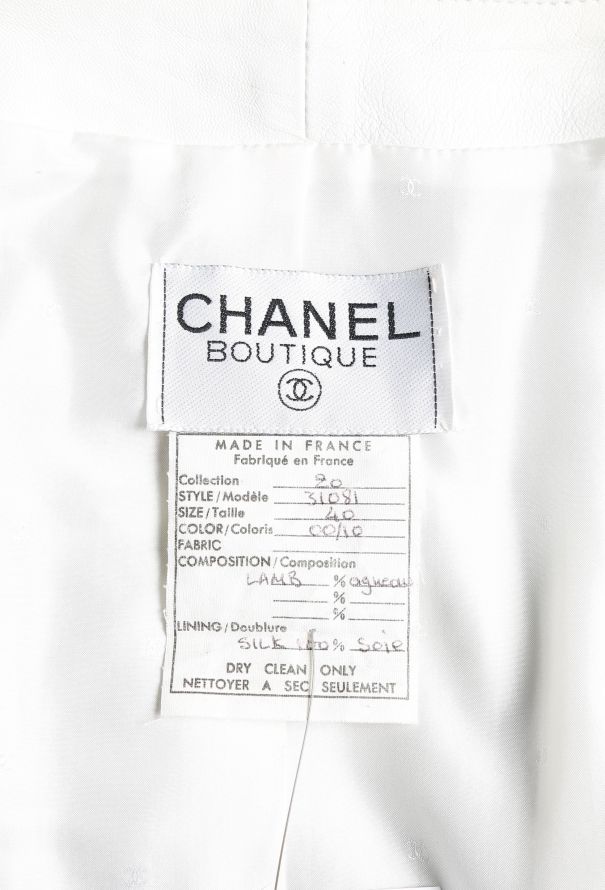 CHANEL
BOUTIQUE
MADE IN FRANCE
Fabriqué en France
Collection 20
STYLE/Modèle 31081
SIZE/Taille 40
COLOR/Coloris 00/10
FABRIC
COMPOSITION/Composition
LAMB % agneau
%
%
LINING/Doublure
SILK 100% Soie
DRY CLEAN ONLY
NETTOYER A SEC SEULEMENT